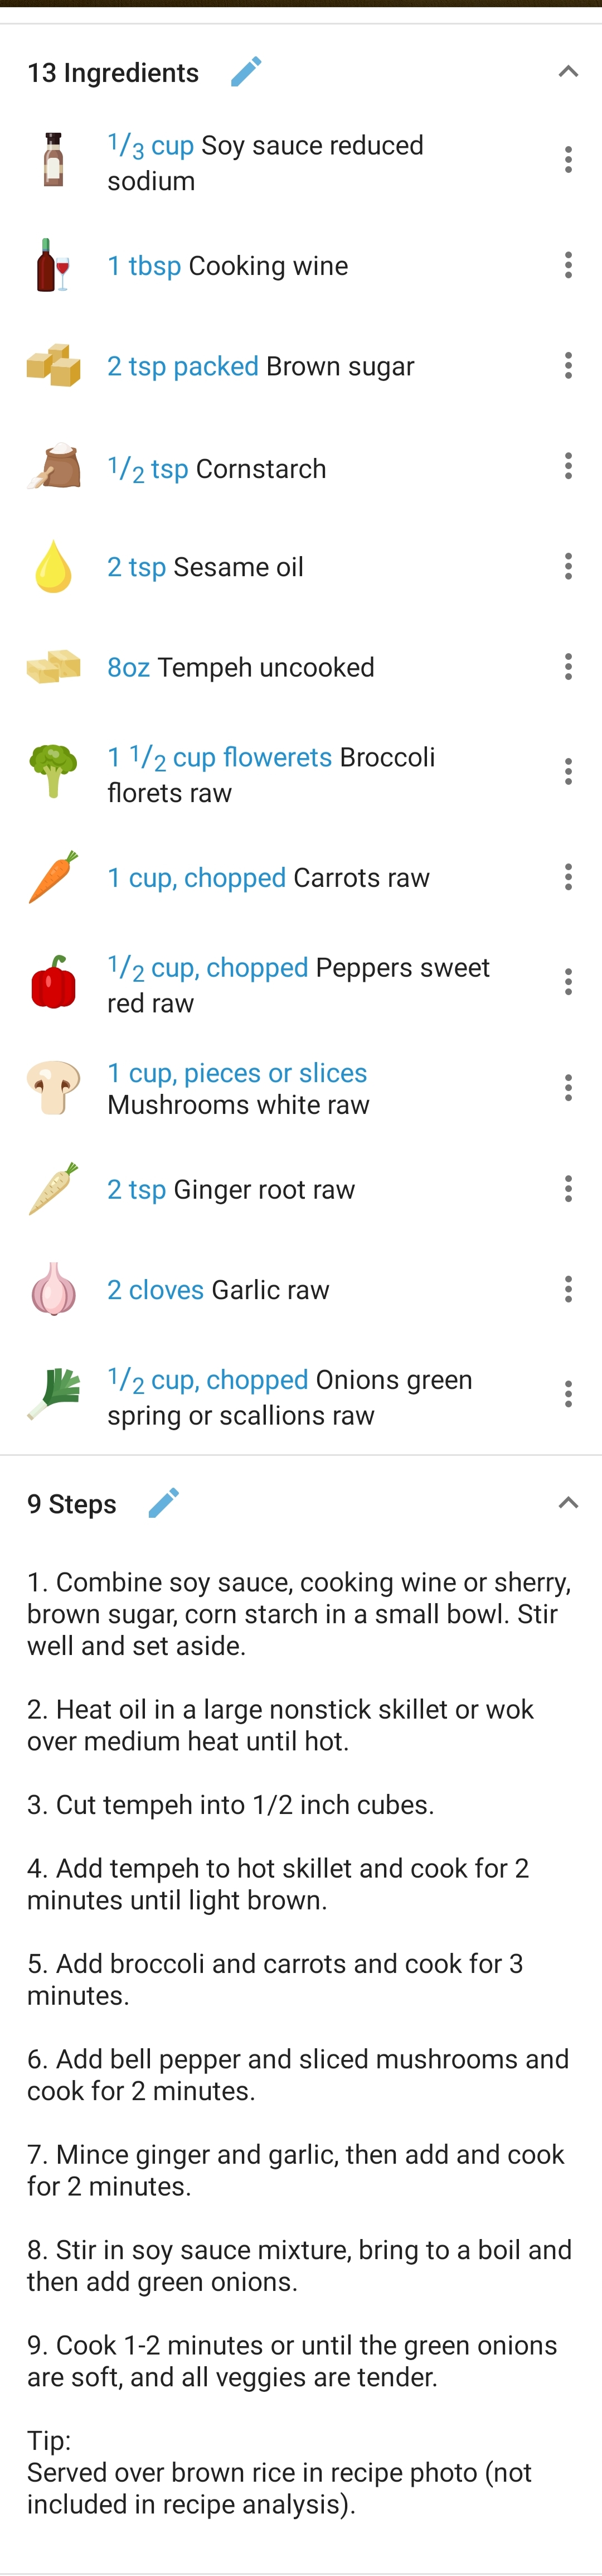 13 Ingredients
1/3 cup Soy sauce reduced
sodium
1 tbsp Cooking wine
2 tsp packed Brown sugar
1/2 tsp Cornstarch
2 tsp Sesame oil
8oz Tempeh uncooked
1 1/2 cup flowerets Broccoli
florets raw
1 cup, chopped Carrots raw
1/2 cup, chopped Peppers sweet
red raw
1 cup, pieces or slices
Mushrooms white raw
2 tsp Ginger root raw
2 cloves Garlic raw
1/2 cup, chopped Onions green
spring or scallions raw
9 Steps
1. Combine soy sauce, cooking wine or sherry,
brown sugar, corn starch in a small bowl. Stir
well and set aside.
2. Heat oil in a large nonstick skillet or wok
over medium heat until hot.
3. Cut tempeh into 1/2 inch cubes.
4. Add tempeh to hot skillet and cook for 2
minutes until light brown.
5. Add broccoli and carrots and cook for 3
minutes.
6. Add bell pepper and sliced mushrooms and
cook for 2 minutes.
7. Mince ginger and garlic, then add and cook
for 2 minutes.
8. Stir in soy sauce mixture, bring to a boil and
then add green onions.
9. Cook 1-2 minutes or until the green onions
are soft, and all veggies are tender.
Tip:
Served over brown rice in recipe photo (not
included in recipe analysis).